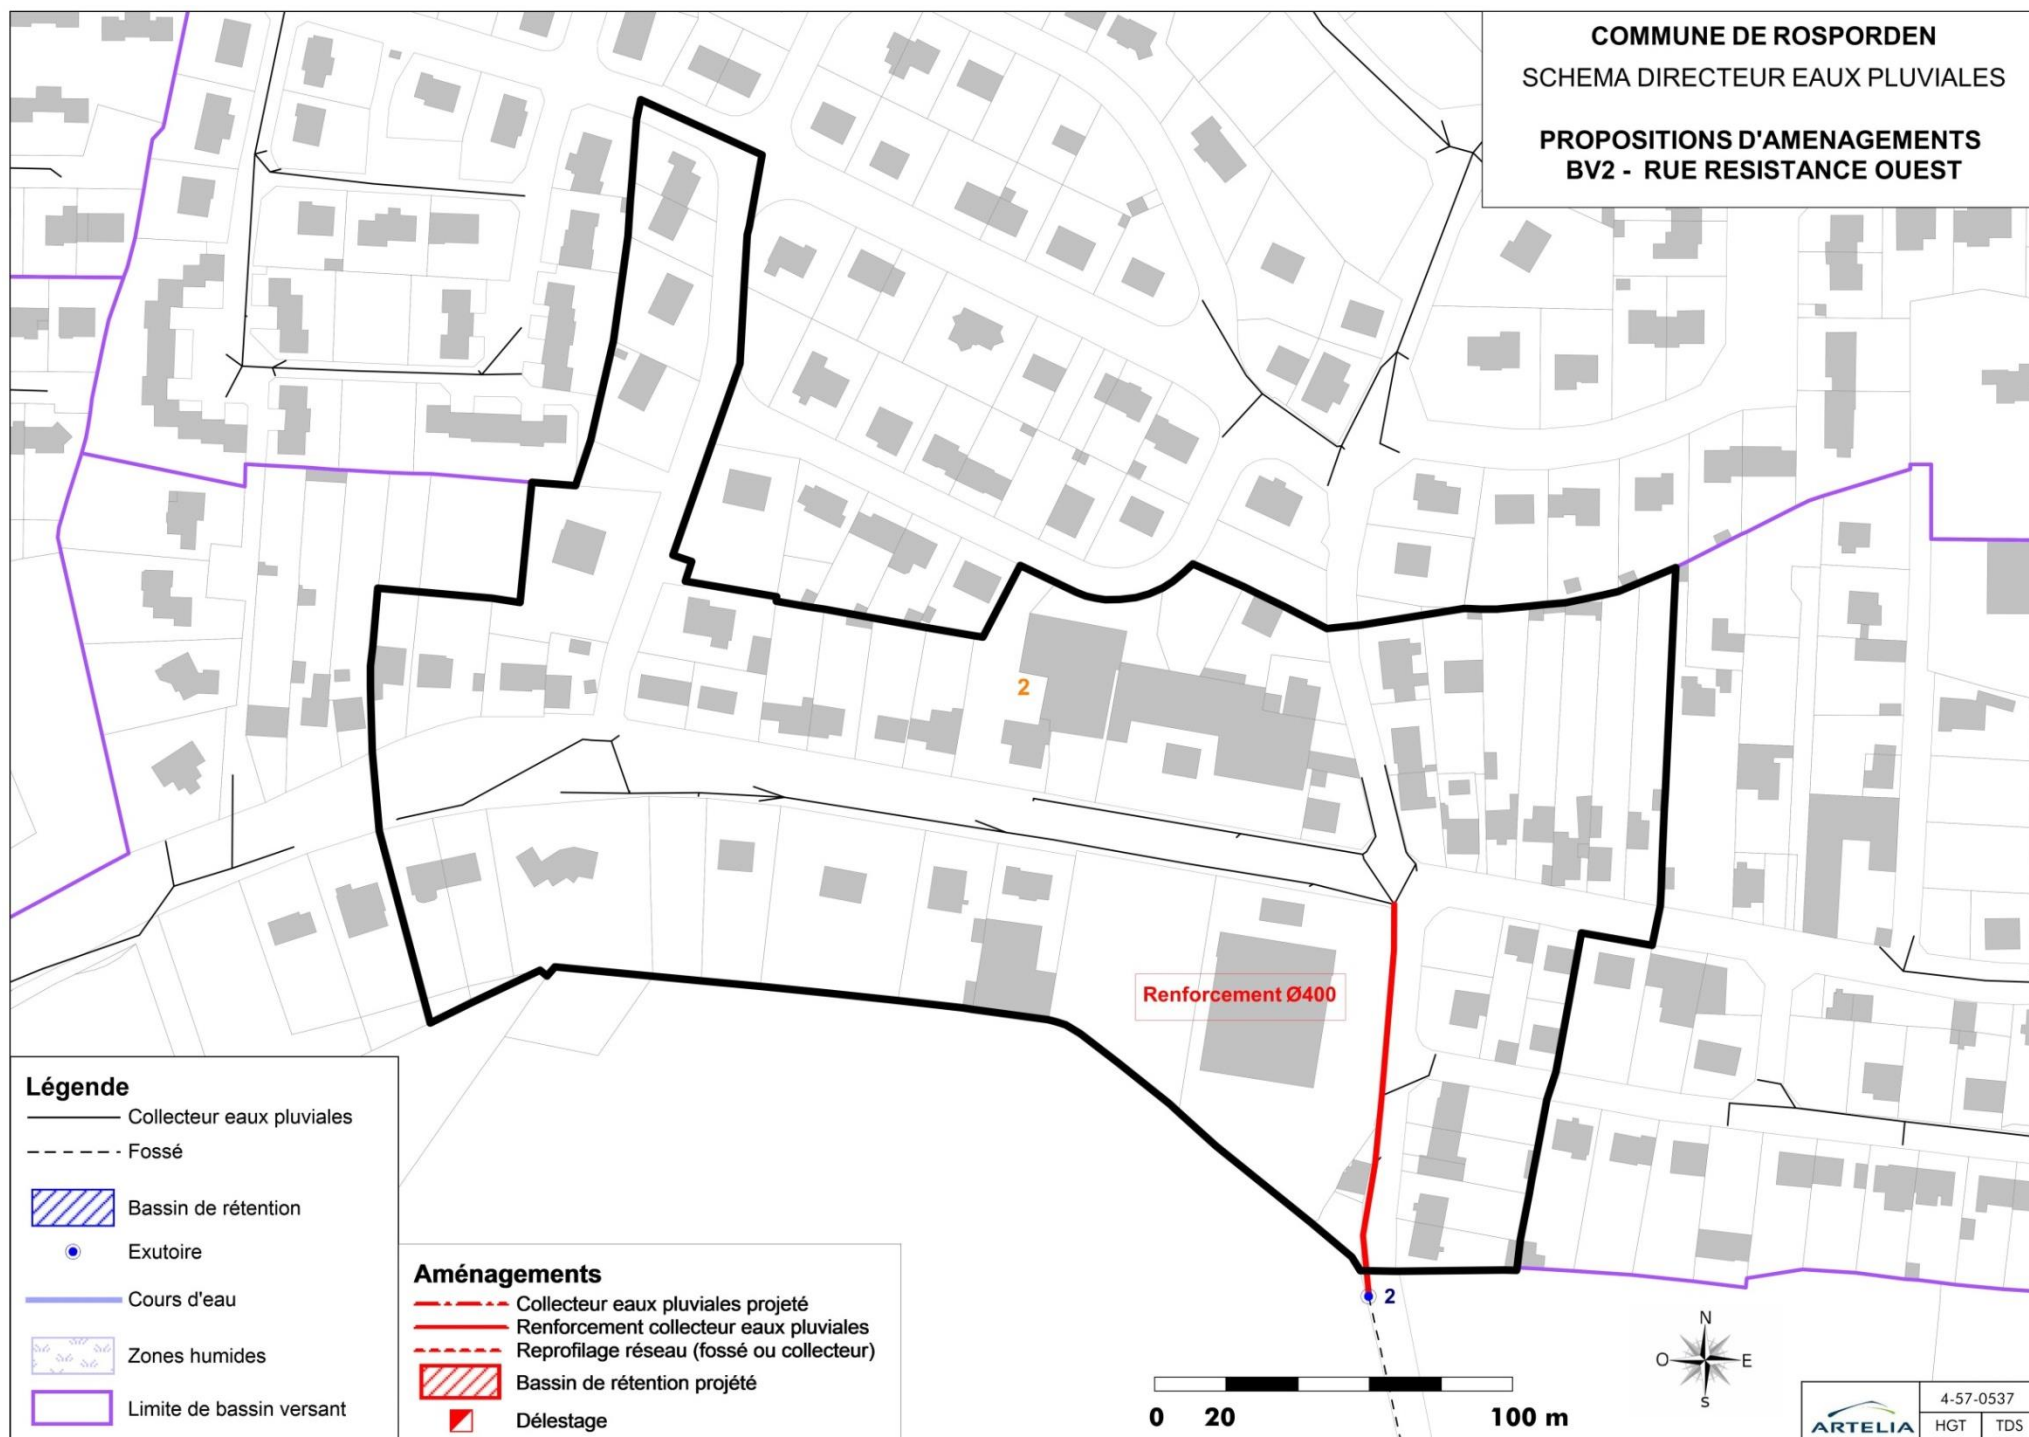 COMMUNE DE ROSPORDEN
SCHEMA DIRECTEUR EAUX PLUVIALES
PROPOSITIONS D'AMENAGEMENTS
BV2 - RUE RESISTANCE OUEST
2
Renforcement Ø400
2
Légende
Collecteur eaux pluviales
Fossé
Bassin de rétention
Exutoire
Cours d'eau
Zones humides
Limite de bassin versant
Aménagements
Collecteur eaux pluviales projeté
Renforcement collecteur eaux pluviales
Reprofilage réseau (fossé ou collecteur)
Bassin de rétention projété
Délestage
0 20 100 m
N
O E
S
ARTELIA
4-57-0537
HGT TDS